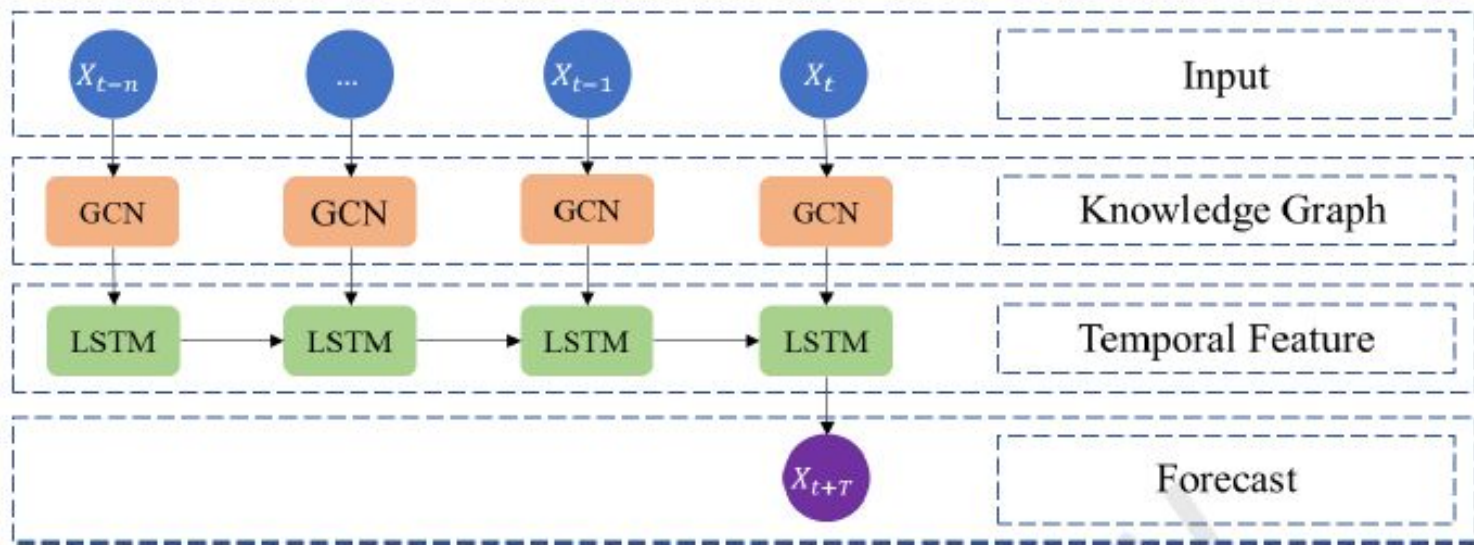 X_{t-n} ... X_{t-1} X_t Input
GCN GCN GCN GCN Knowledge Graph
LSTM LSTM LSTM LSTM Temporal Feature
X_{t+T} Forecast